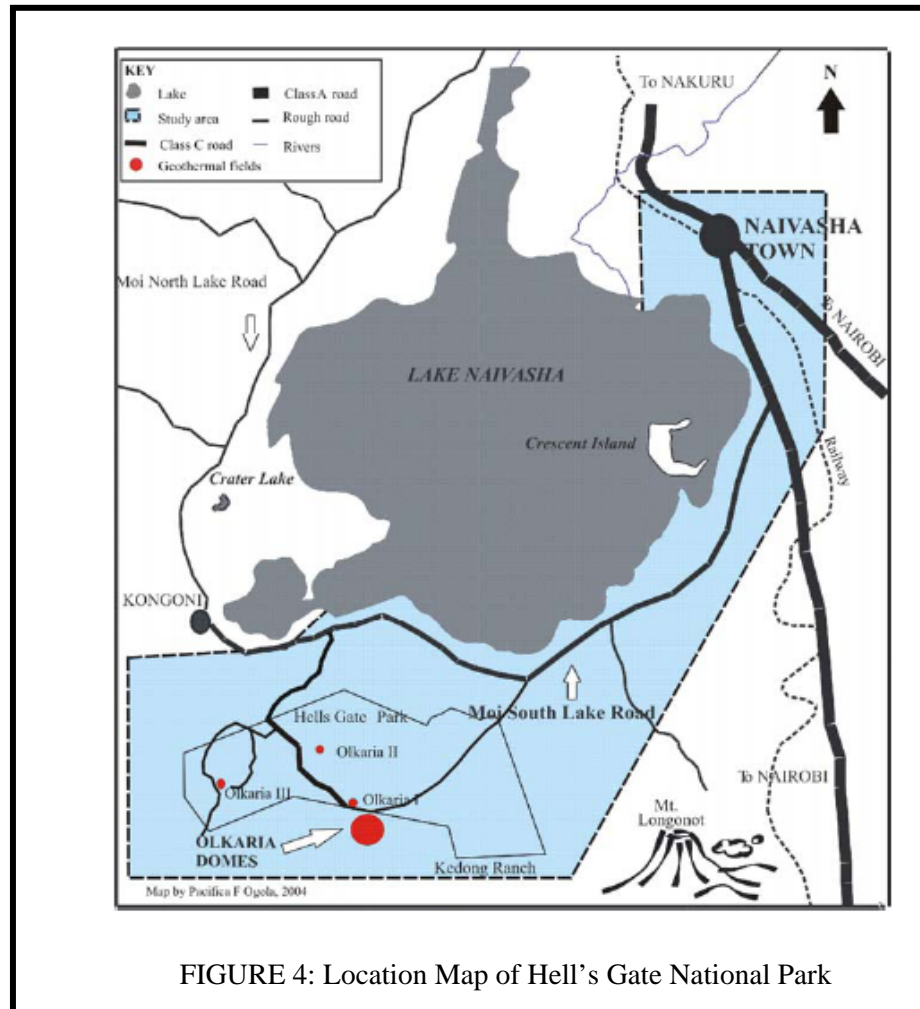 KEY
Lake
Study area
Class C road
Geothermal fields
ClassA road
Rough road
Rivers
To NAKURU
N
NAIVASHA
TOWN
To NAIROBI
Moi North Lake Road
LAKE NAIVASHA
Crescent Island
Railway
Crater Lake
KONGONI
Moi South Lake Road
Hells Gate Park
Olkaria II
Olkaria III
Olkaria I
OLKARIA
DOMES
Kedong Ranch
To NAIROBI
Mt.
Longonot
Map by Pacifica F Ogola, 2004
FIGURE 4: Location Map of Hell's Gate National Park